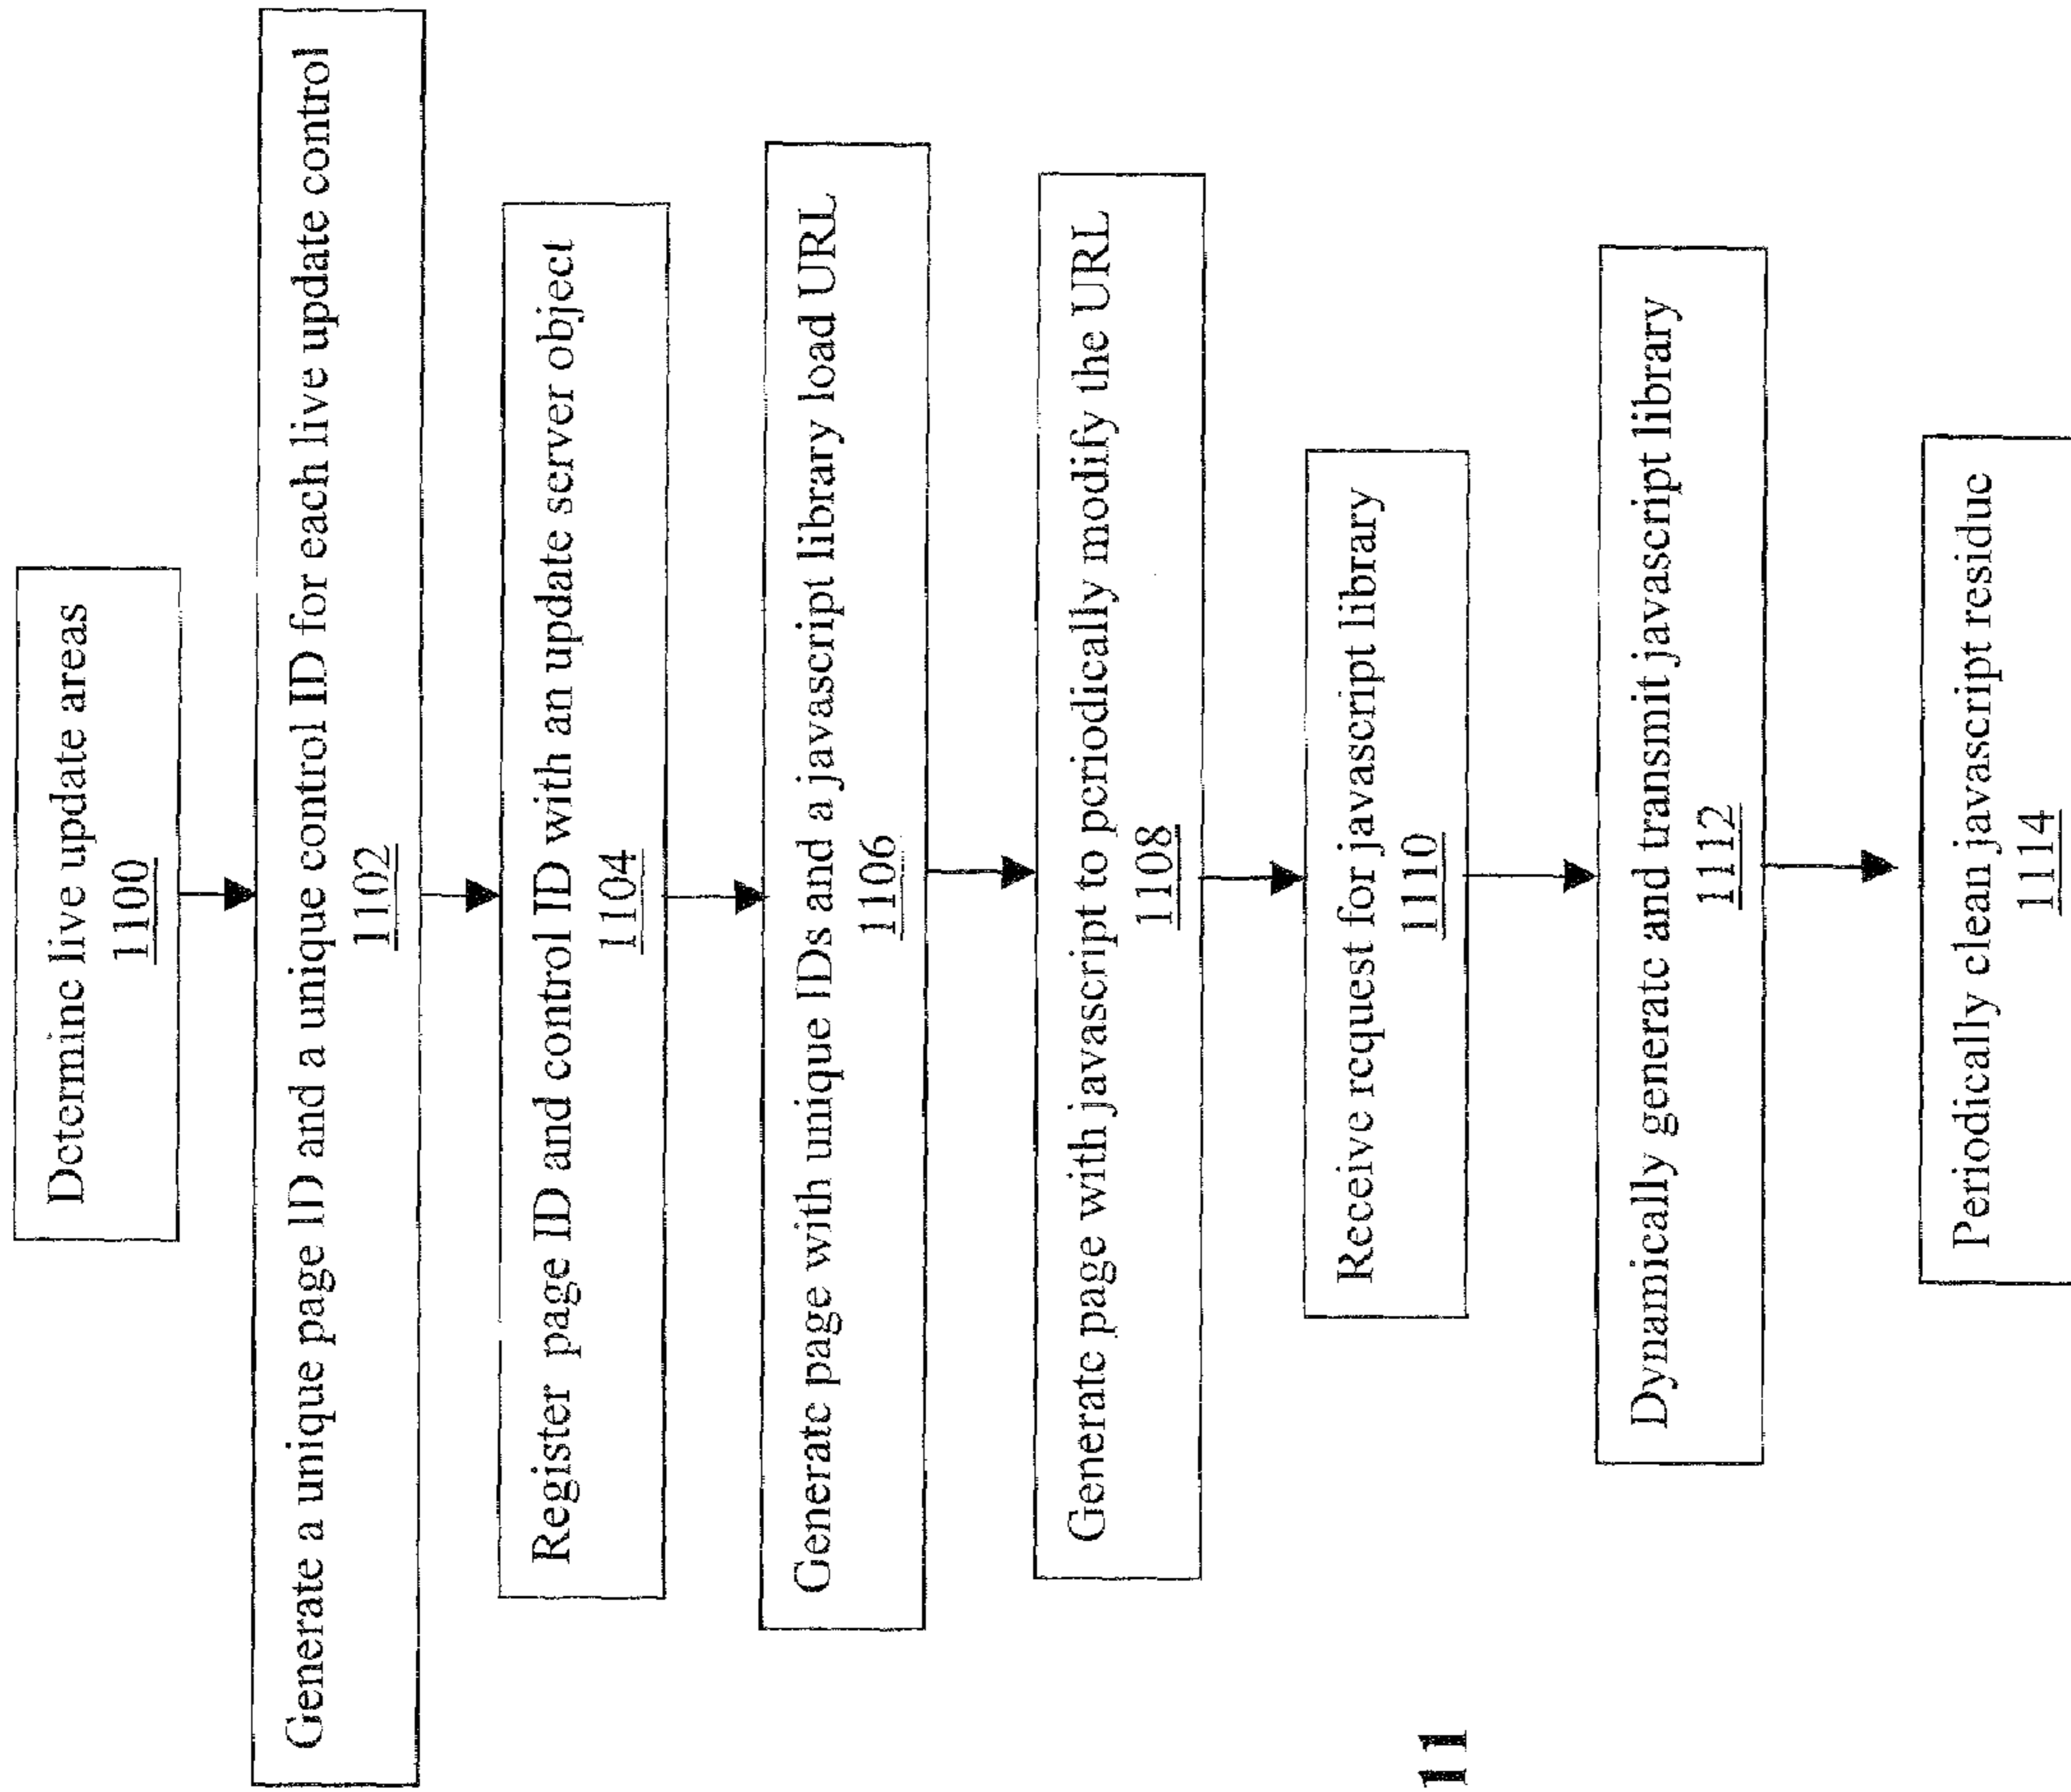 Determine live update areas
1100
Generate a unique page ID and a unique control ID for each live update control
1102
Register page ID and control ID with an update server object
1104
Generate page with unique IDs and a javascript library load URL
1106
Generate page with javascript to periodically modify the URL
1108
Receive request for javascript library
1110
Dynamically generate and transmit javascript library
1112
Periodically clean javascript residue
1114
11